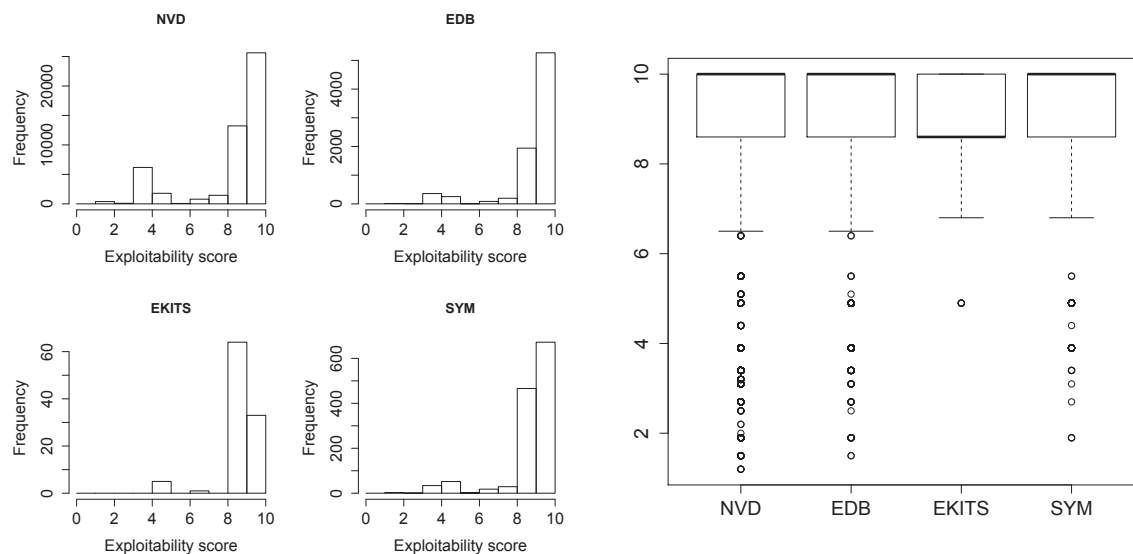 NVD
Frequency
0 10000 20000
0 2 4 6 8 10
Exploitability score
EDB
Frequency
0 2000 4000
0 2 4 6 8 10
Exploitability score
EKITS
Frequency
0 20 40 60
0 2 4 6 8 10
Exploitability score
SYM
Frequency
0 200 400 600
0 2 4 6 8 10
Exploitability score
10
8
6
4
2
NVD EDB EKITS SYM